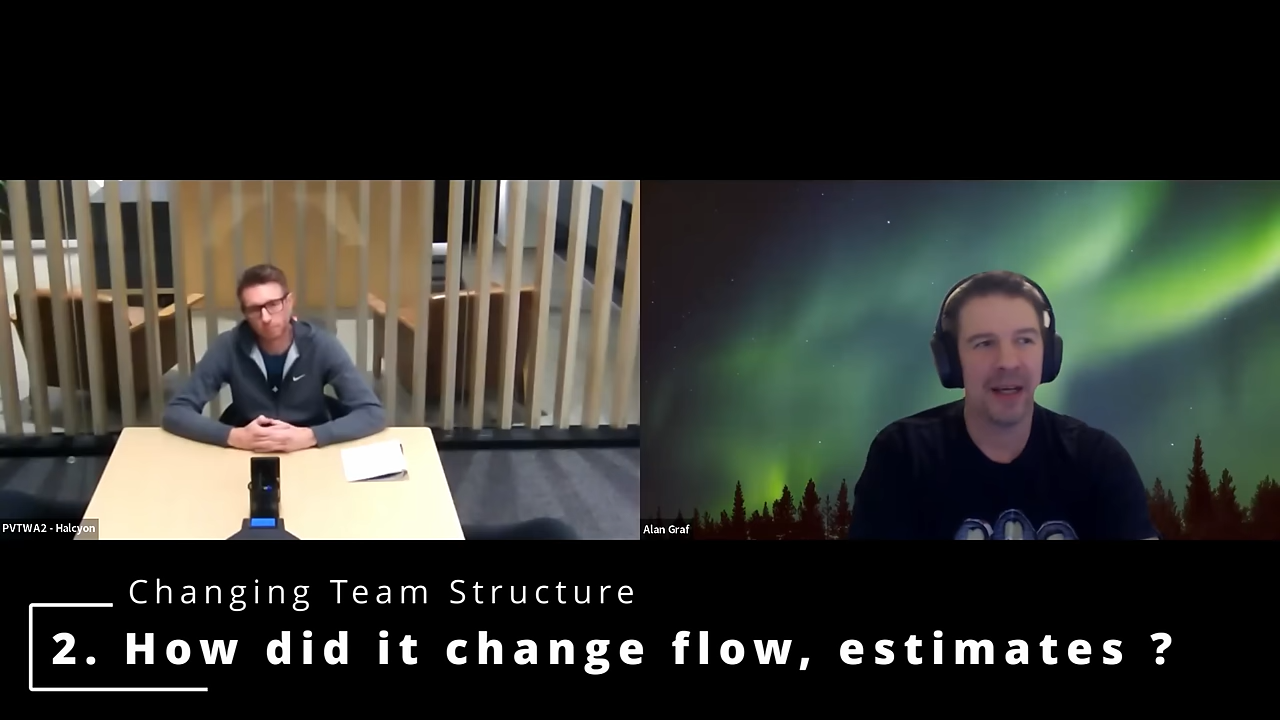 PVTWA2 - Halcyon
Alan Graf
Changing Team Structure
2. How did it change flow, estimates ?